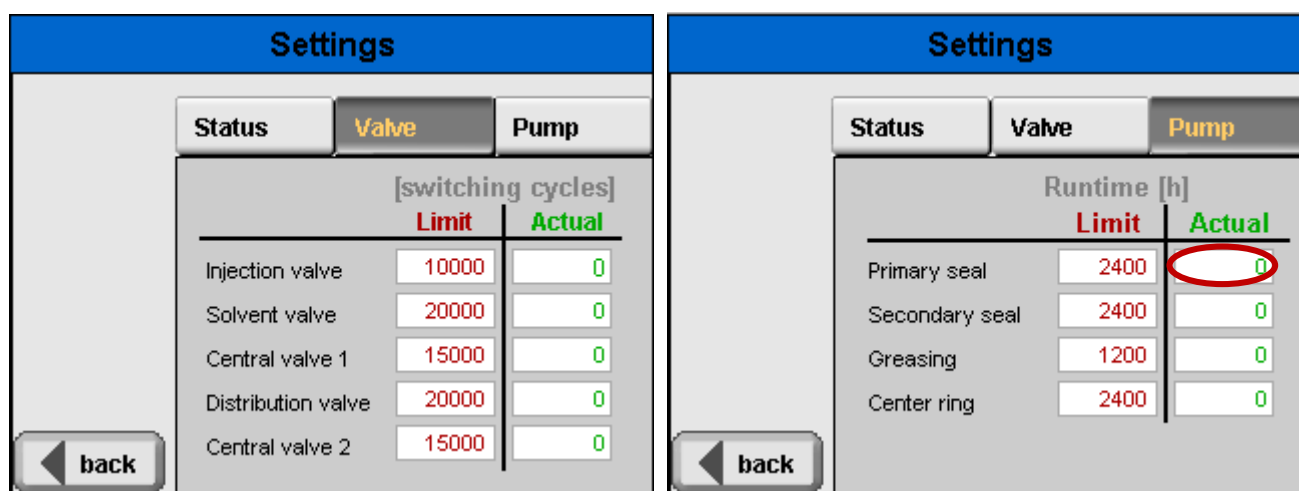 Settings
Status Valve Pump
[switching cycles]
Limit Actual
Injection valve 10000 0
Solvent valve 20000 0
Central valve 1 15000 0
Distribution valve 20000 0
Central valve 2 15000 0
back
Settings
Status Valve Pump
Runtime [h]
Limit Actual
Primary seal 2400 0
Secondary seal 2400 0
Greasing 1200 0
Center ring 2400 0
back